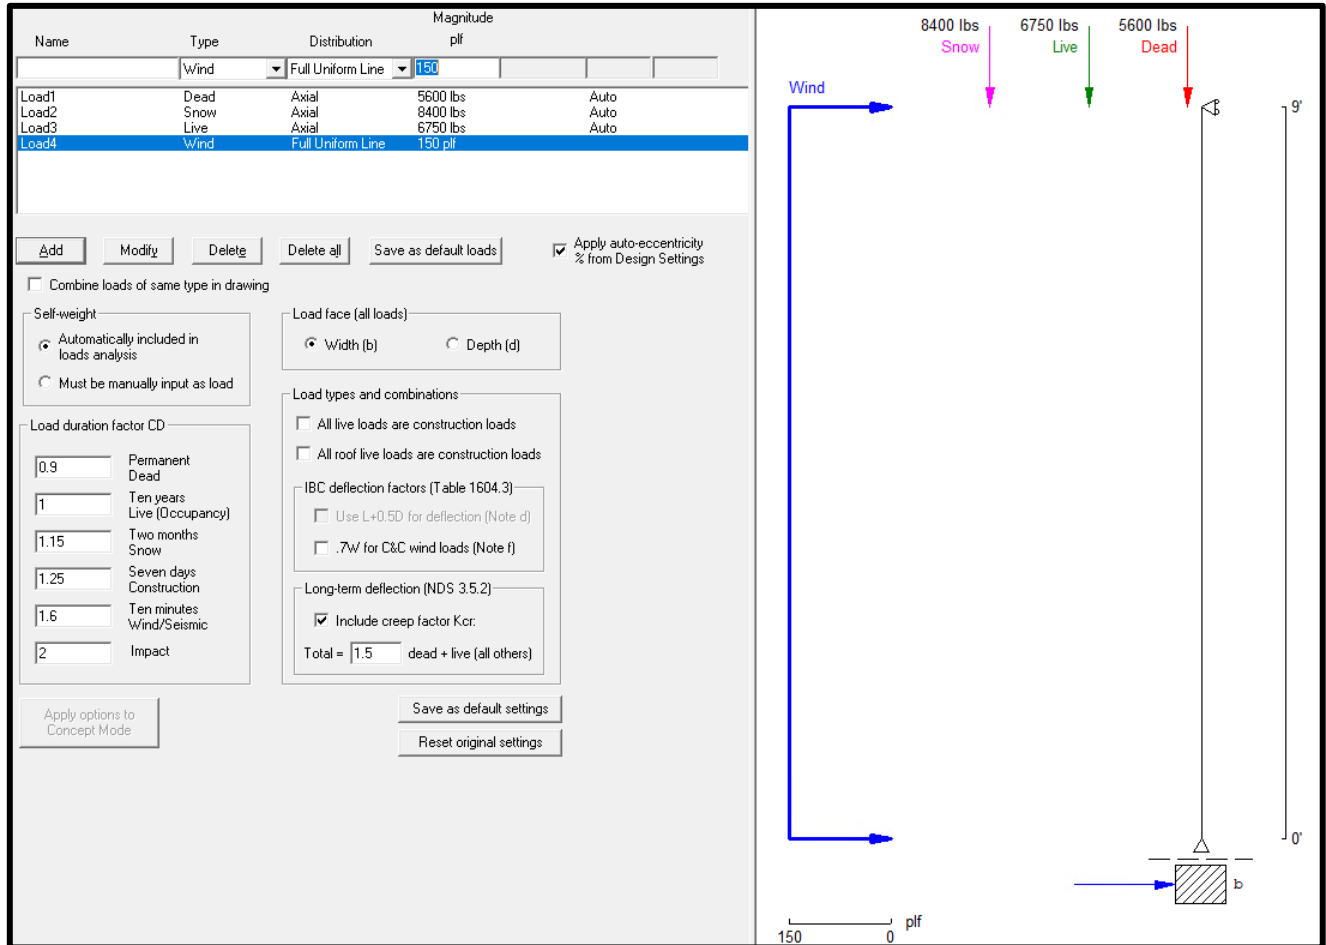 Magnitude
Name Type Distribution plf
Wind Full Uniform Line 150
Load1 Dead Axial 5600 lbs Auto
Load2 Snow Axial 8400 lbs Auto
Load3 Live Axial 6750 lbs Auto
Load4 Wind Full Uniform Line 150 plf
Add Modify Delete Delete all Save as default loads
Apply auto-eccentricity
% from Design Settings
Combine loads of same type in drawing
Self-weight
Automatically included in
loads analysis
Must be manually input as load
Load face (all loads)
Width (b) Depth (d)
Load duration factor CD
0.9 Permanent
Dead
1 Ten years
Live (Occupancy)
1.15 Two months
Snow
1.25 Seven days
Construction
1.6 Ten minutes
Wind/Seismic
2 Impact
Load types and combinations
All live loads are construction loads
All roof live loads are construction loads
IBC deflection factors (Table 1604.3)
Use L+0.5D for deflection (Note d)
.7W for C&C wind loads (Note f)
Long-term deflection (NDS 3.5.2)
Include creep factor Kcr:
Total = 1.5 dead + live (all others)
Apply options to
Concept Mode
Save as default settings
Reset original settings
8400 lbs 6750 lbs 5600 lbs
Snow Live Dead
Wind
9'
0'
b
plf
150 0